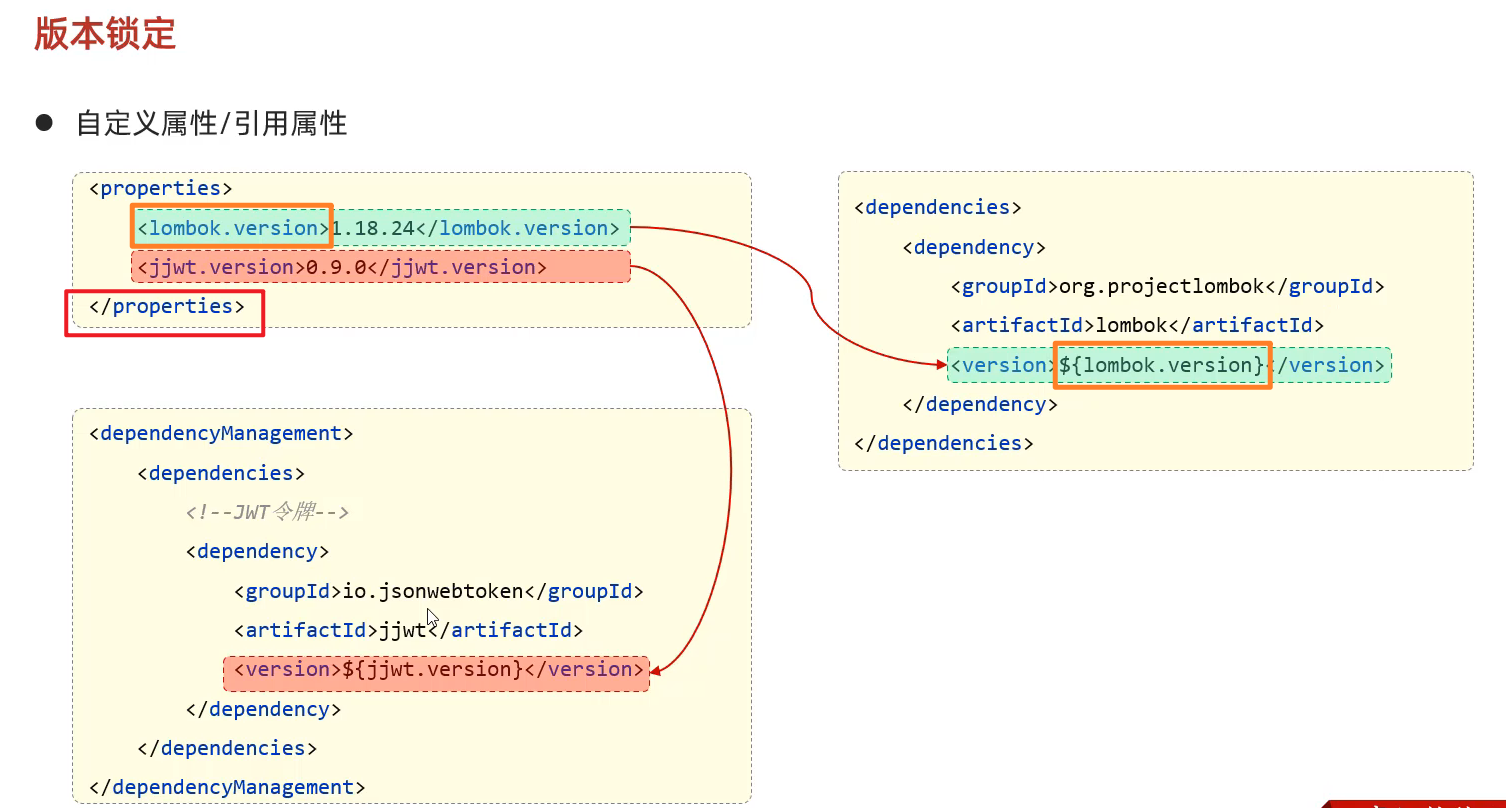 版本锁定
● 自定义属性/引用属性
<properties>
<lombok.version>1.18.24</lombok.version>
<jjwt.version>0.9.0</jjwt.version>
</properties>
<dependencyManagement>
<dependencies>
<!--JWT令牌-->
<dependency>
<groupId>io.jsonwebtoken</groupId>
<artifactId>jjwt</artifactId>
<version>${jjwt.version}</version>
</dependency>
</dependencies>
</dependencyManagement>
<dependencies>
<dependency>
<groupId>org.projectlombok</groupId>
<artifactId>lombok</artifactId>
<version>${lombok.version}</version>
</dependency>
</dependencies>